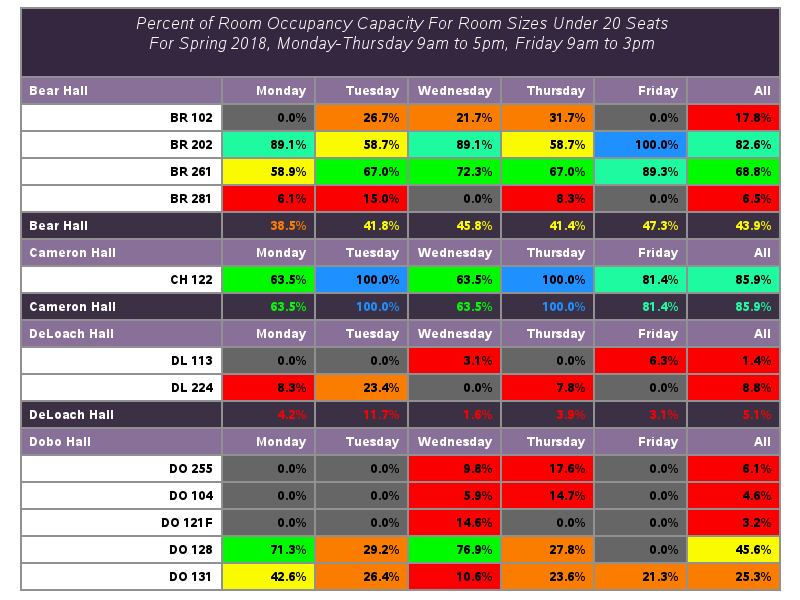 Percent of Room Occupancy Capacity For Room Sizes Under 20 Seats
For Spring 2018, Monday-Thursday 9am to 5pm, Friday 9am to 3pm
Bear Hall Monday Tuesday Wednesday Thursday Friday All
BR 102 0.0% 26.7% 21.7% 31.7% 0.0% 17.8%
BR 202 89.1% 58.7% 89.1% 58.7% 100.0% 82.6%
BR 261 58.9% 67.0% 72.3% 67.0% 89.3% 68.8%
BR 281 6.1% 15.0% 0.0% 8.3% 0.0% 6.5%
Bear Hall 38.5% 41.8% 45.8% 41.4% 47.3% 43.9%
Cameron Hall Monday Tuesday Wednesday Thursday Friday All
CH 122 63.5% 100.0% 63.5% 100.0% 81.4% 85.9%
Cameron Hall 63.5% 100.0% 63.5% 100.0% 81.4% 85.9%
DeLoach Hall Monday Tuesday Wednesday Thursday Friday All
DL 113 0.0% 0.0% 3.1% 0.0% 6.3% 1.4%
DL 224 8.3% 23.4% 0.0% 7.8% 0.0% 8.8%
DeLoach Hall 4.2% 11.7% 1.6% 3.9% 3.1% 5.1%
Dobo Hall Monday Tuesday Wednesday Thursday Friday All
DO 255 0.0% 0.0% 9.8% 17.6% 0.0% 6.1%
DO 104 0.0% 0.0% 5.9% 14.7% 0.0% 4.6%
DO 121F 0.0% 0.0% 14.6% 0.0% 0.0% 3.2%
DO 128 71.3% 29.2% 76.9% 27.8% 0.0% 45.6%
DO 131 42.6% 26.4% 10.6% 23.6% 21.3% 25.3%